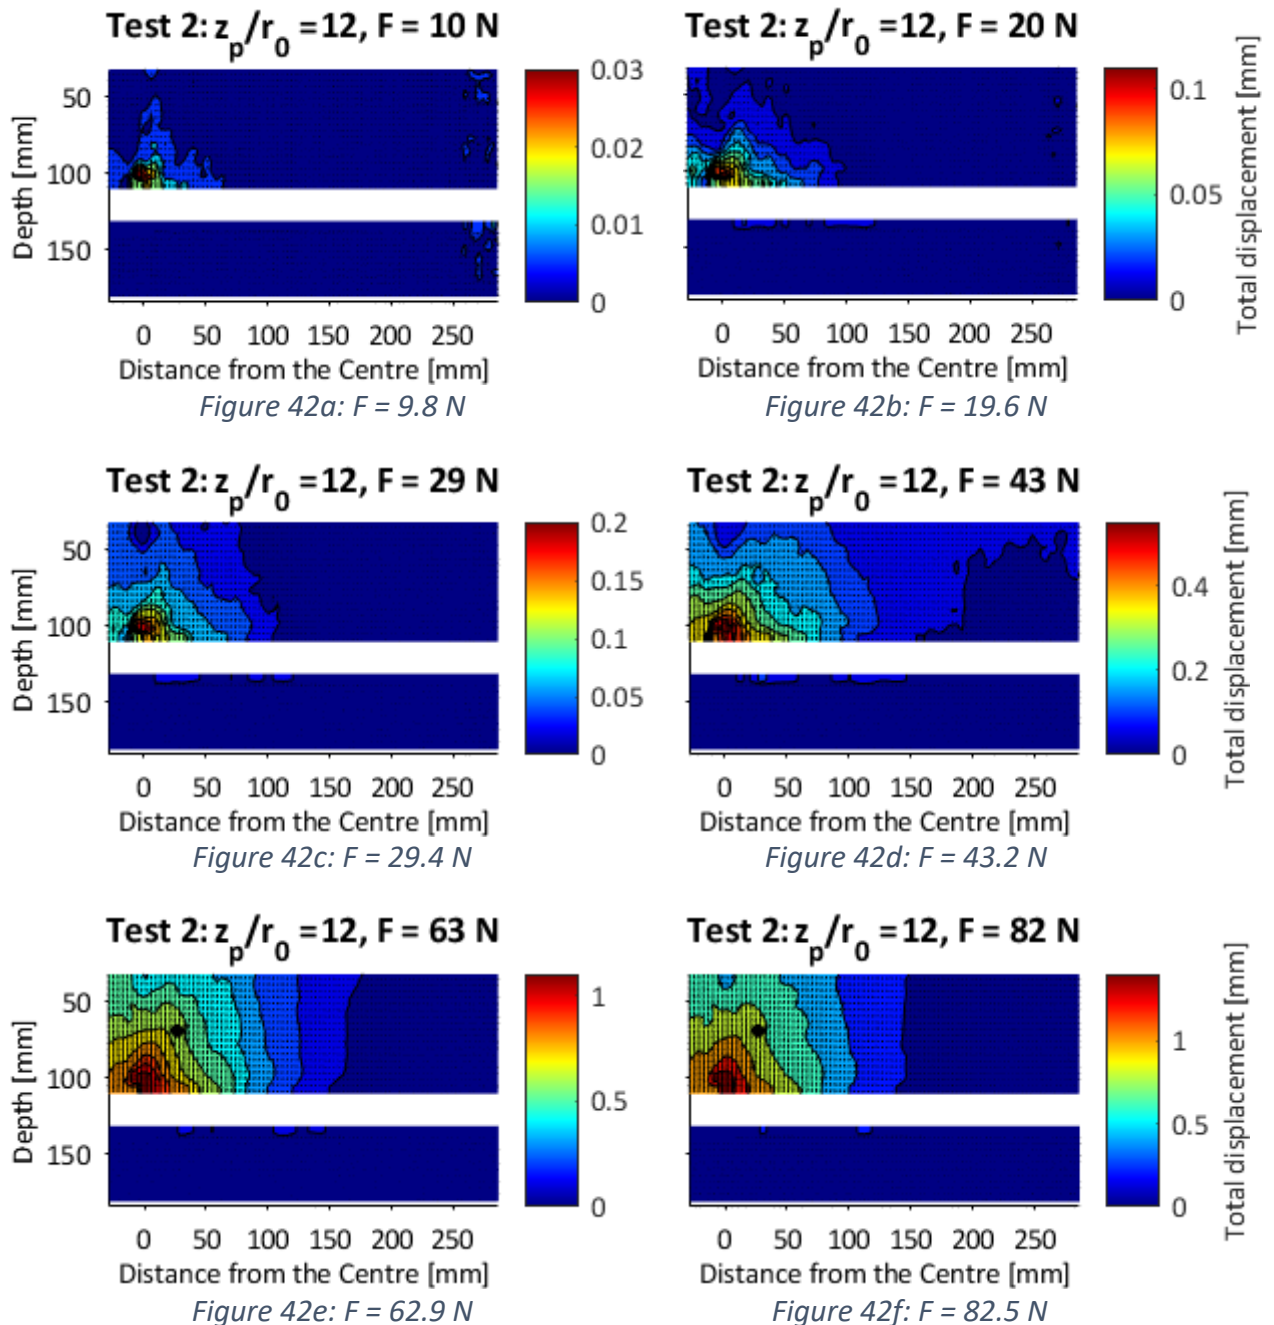 Test 2: z_p/r_0 =12, F = 10 N
Depth [mm]
50
100
150
0 50 100 150 200 250
Distance from the Centre [mm]
0.03
0.02
0.01
0
Figure 42a: F = 9.8 N
Test 2: z_p/r_0 =12, F = 20 N
0 50 100 150 200 250
Distance from the Centre [mm]
0.1
0.05
0
Total displacement [mm]
Figure 42b: F = 19.6 N
Test 2: z_p/r_0 =12, F = 29 N
Depth [mm]
50
100
150
0 50 100 150 200 250
Distance from the Centre [mm]
0.2
0.15
0.1
0.05
0
Figure 42c: F = 29.4 N
Test 2: z_p/r_0 =12, F = 43 N
0 50 100 150 200 250
Distance from the Centre [mm]
0.4
0.2
0
Total displacement [mm]
Figure 42d: F = 43.2 N
Test 2: z_p/r_0 =12, F = 63 N
Depth [mm]
50
100
150
0 50 100 150 200 250
Distance from the Centre [mm]
1
0.5
0
Figure 42e: F = 62.9 N
Test 2: z_p/r_0 =12, F = 82 N
0 50 100 150 200 250
Distance from the Centre [mm]
1
0.5
0
Total displacement [mm]
Figure 42f: F = 82.5 N